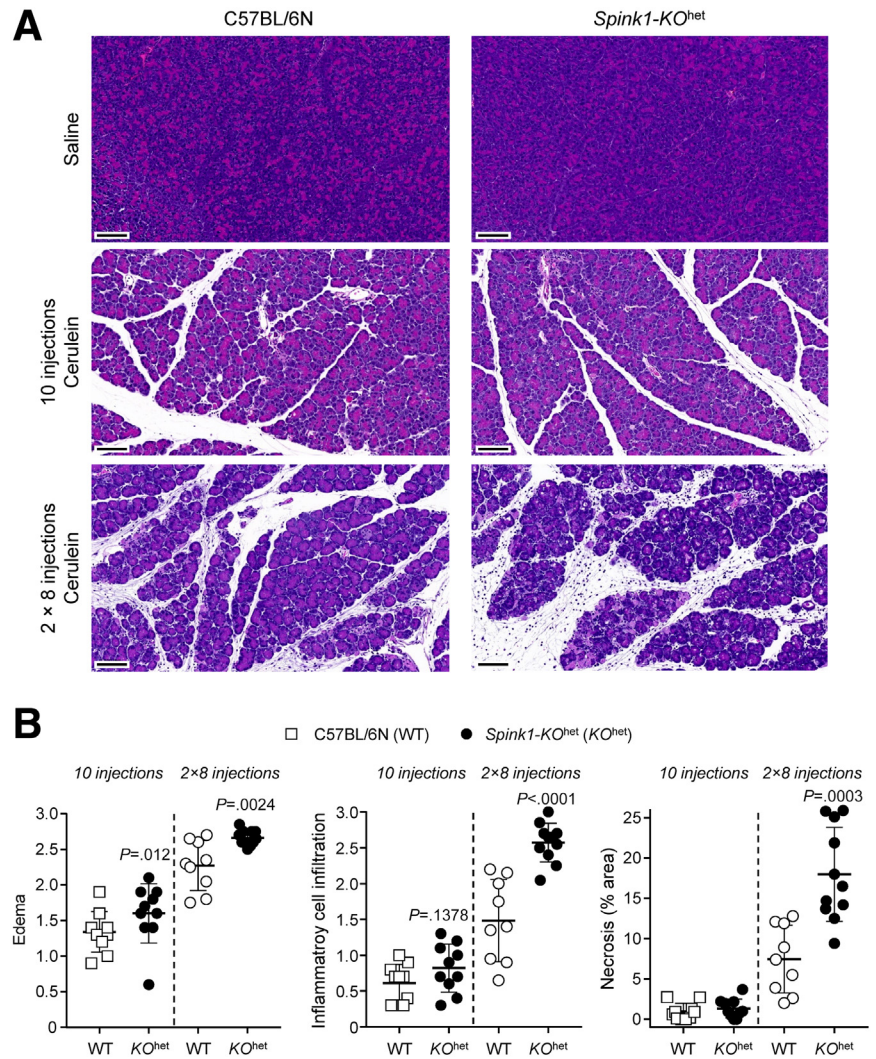 A
C57BL/6N
Spink1-KOhet
Saline
10 injections
Cerulein
2 × 8 injections
Cerulein
B
C57BL/6N (WT)
Spink1-KOhet (KOhet)
10 injections
2×8 injections
10 injections
2×8 injections
10 injections
2×8 injections
Edema
3.0
2.5
2.0
1.5
1.0
0.5
0
P=.012
P=.0024
WT
KOhet
WT
KOhet
Inflammatroy cell infiltration
3.0
2.5
2.0
1.5
1.0
0.5
0.0
P=.1378
P<.0001
WT
KOhet
WT
KOhet
Necrosis (% area)
25
20
15
10
5
0
P=.0003
WT
KOhet
WT
KOhet